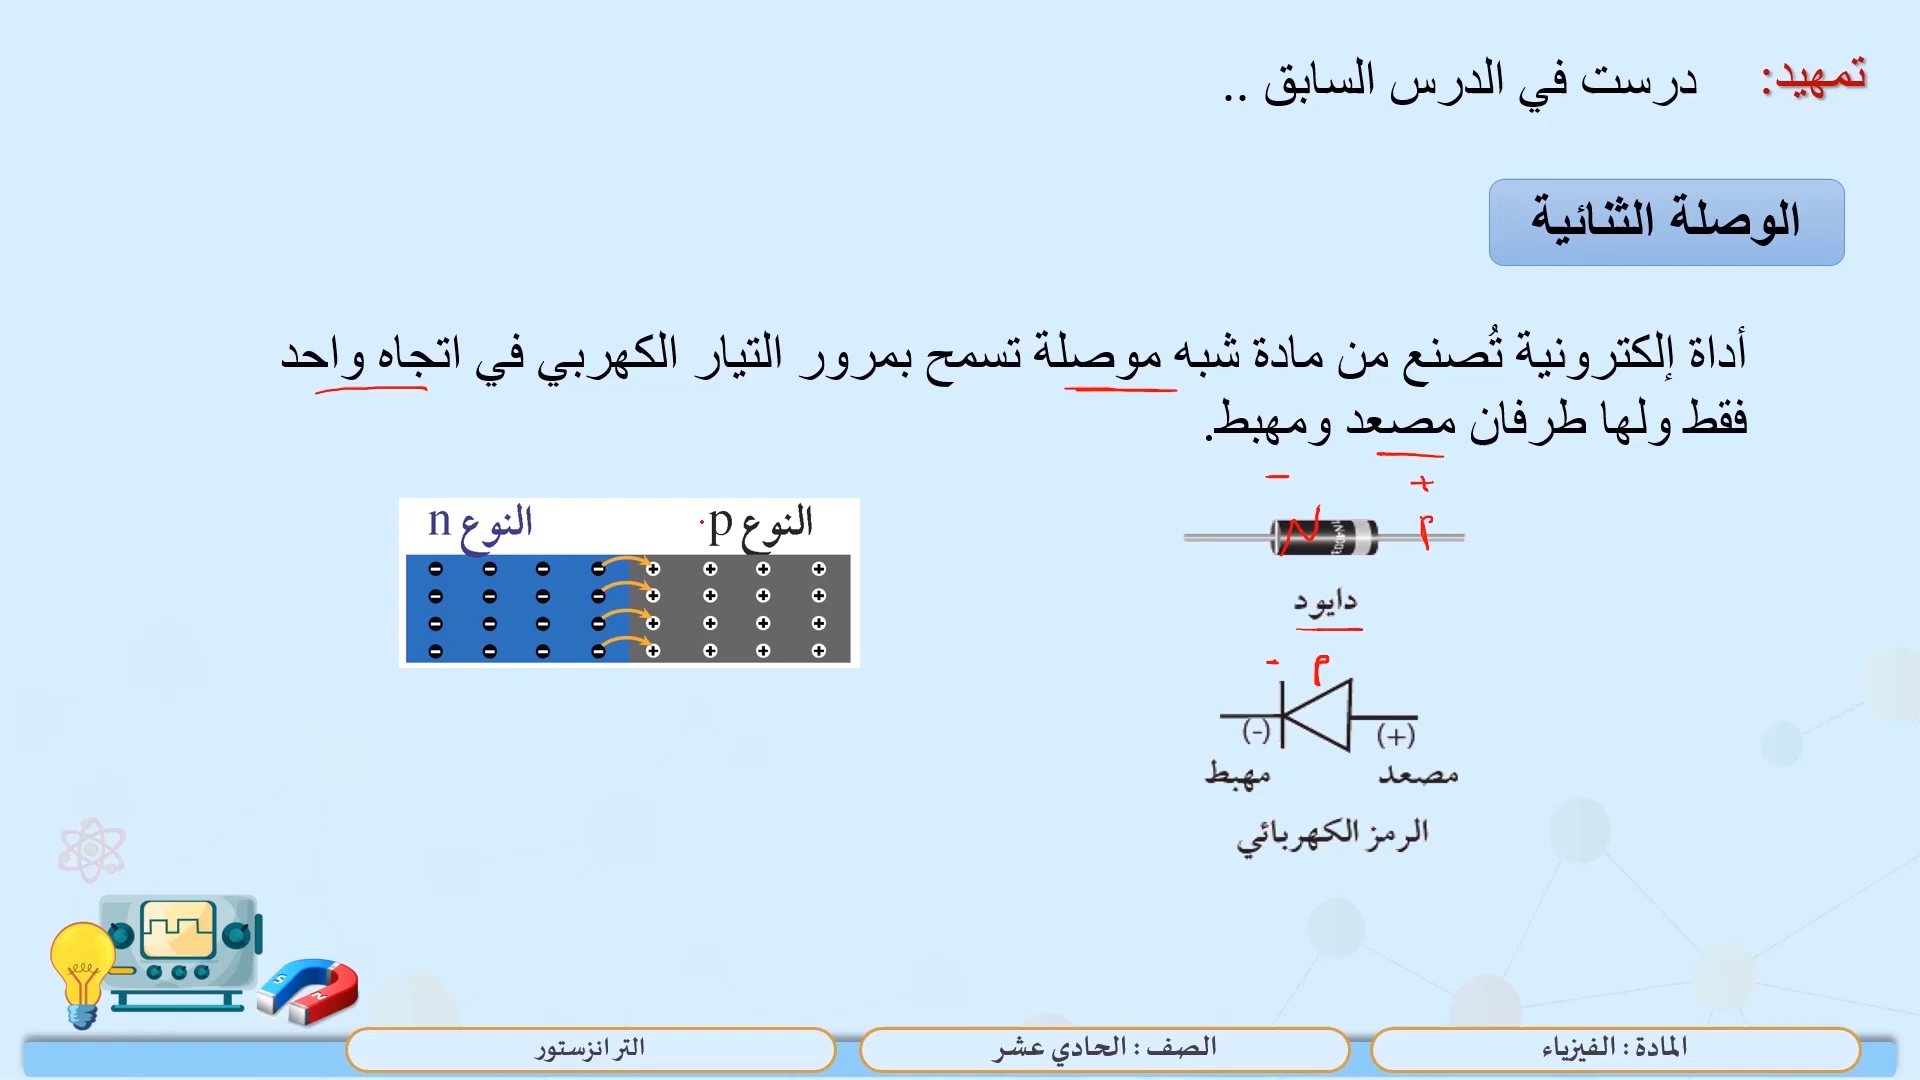 تمهيد: درست في الدرس السابق ..
الوصلة الثنائية
أداة إلكترونية تُصنع من مادة شبه موصلة تسمح بمرور التيار الكهربي في اتجاه واحد
فقط ولها طرفان مصعد ومهبط.
- +
النوع p النوع n
N P
دايود
- P
(+) (-)
مصعد مهبط
الرمز الكهربائي
S N
المادة : الفيزياء
الصف : الحادي عشر
الترانزستور